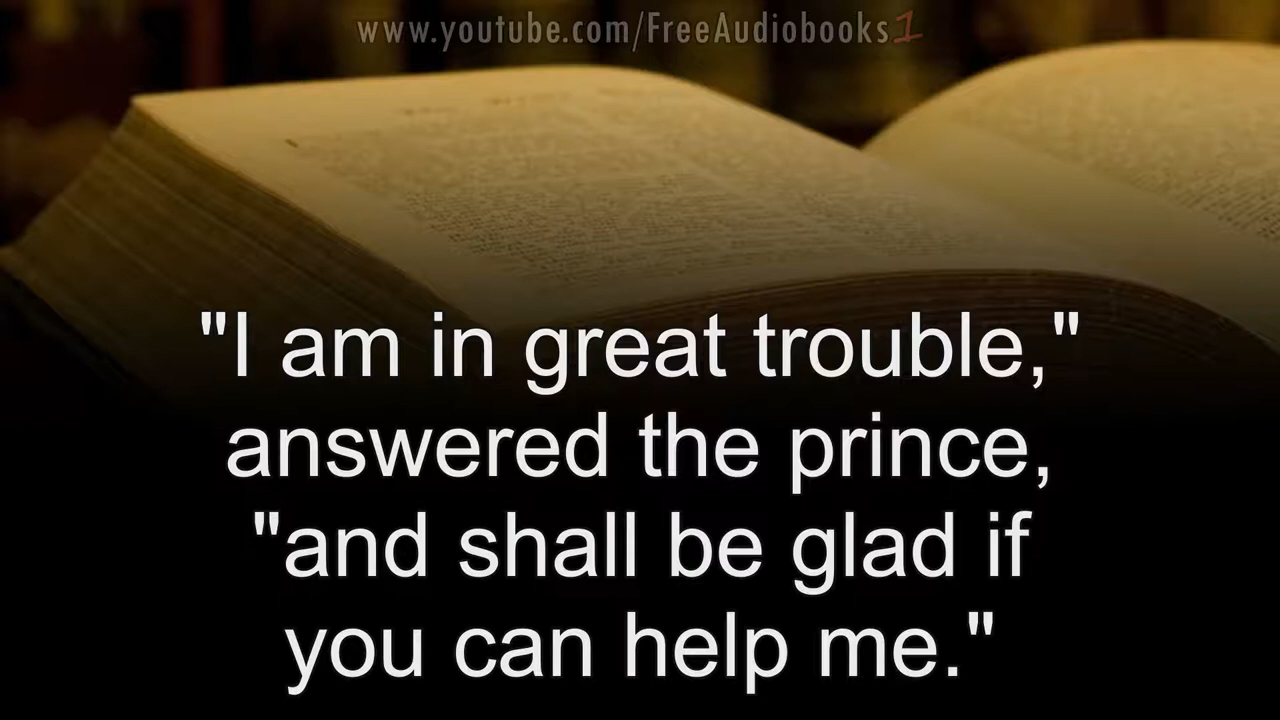 www.youtube.com/FreeAudiobooks1
"I am in great trouble,"
answered the prince,
"and shall be glad if
you can help me."